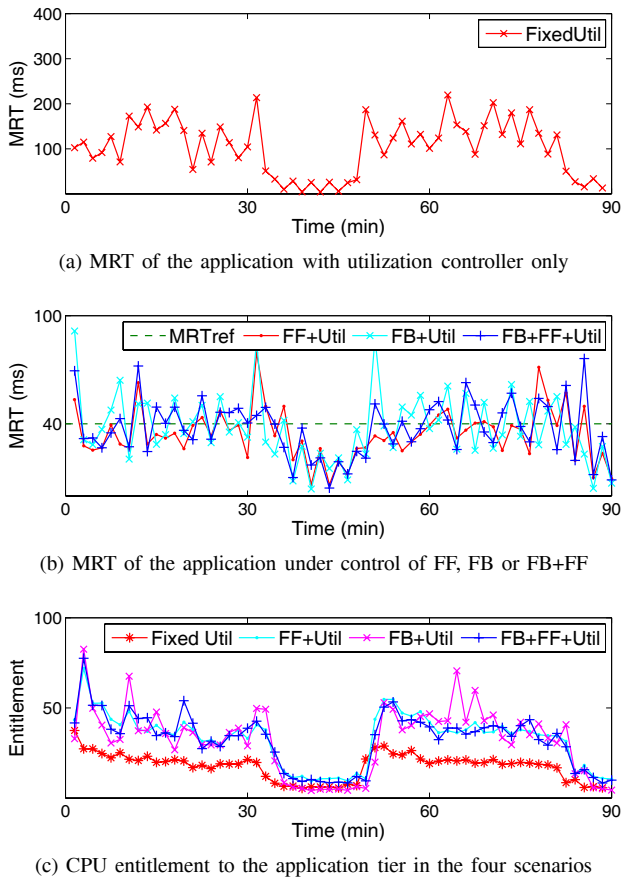 400
300
200
100
MRT (ms)
FixedUtil
0 30 60 90
Time (min)
(a) MRT of the application with utilization controller only
100
40
MRT (ms)
MRTref FF+Util FB+Util FB+FF+Util
0 30 60 90
Time (min)
(b) MRT of the application under control of FF, FB or FB+FF
100
50
Entitlement
Fixed Util FF+Util FB+Util FB+FF+Util
0 30 60 90
Time (min)
(c) CPU entitlement to the application tier in the four scenarios